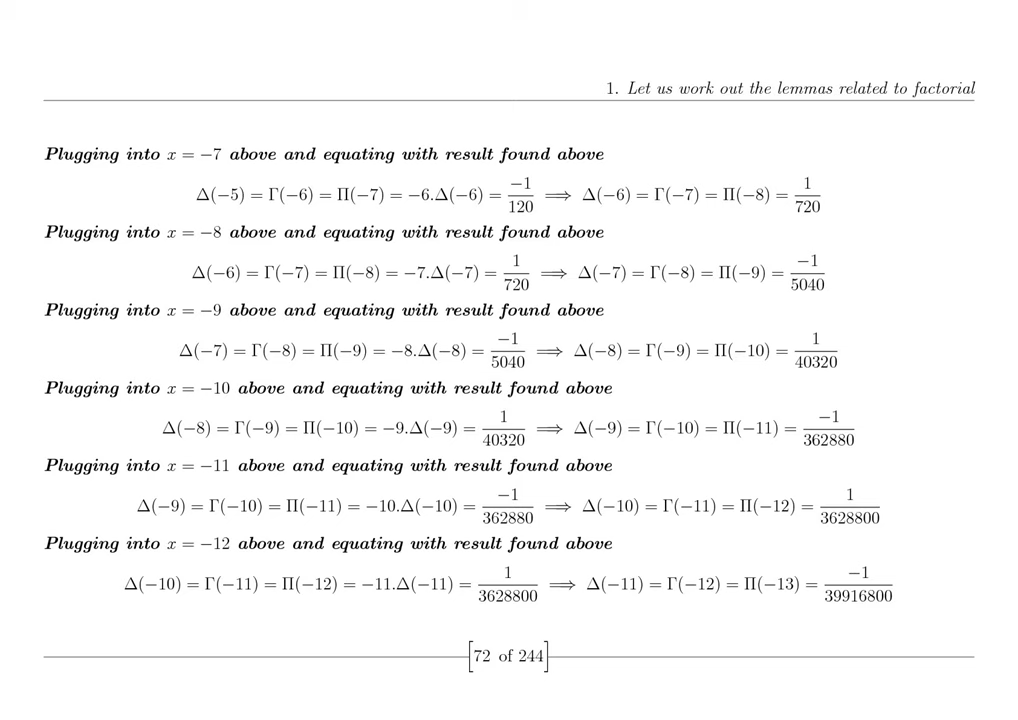 1. Let us work out the lemmas related to factorial
Plugging into x = −7 above and equating with result found above
Δ(−5) = Γ(−6) = Π(−7) = −6.Δ(−6) = −1/120 ⟹ Δ(−6) = Γ(−7) = Π(−8) = 1/720
Plugging into x = −8 above and equating with result found above
Δ(−6) = Γ(−7) = Π(−8) = −7.Δ(−7) = 1/720 ⟹ Δ(−7) = Γ(−8) = Π(−9) = −1/5040
Plugging into x = −9 above and equating with result found above
Δ(−7) = Γ(−8) = Π(−9) = −8.Δ(−8) = −1/5040 ⟹ Δ(−8) = Γ(−9) = Π(−10) = 1/40320
Plugging into x = −10 above and equating with result found above
Δ(−8) = Γ(−9) = Π(−10) = −9.Δ(−9) = 1/40320 ⟹ Δ(−9) = Γ(−10) = Π(−11) = −1/362880
Plugging into x = −11 above and equating with result found above
Δ(−9) = Γ(−10) = Π(−11) = −10.Δ(−10) = −1/362880 ⟹ Δ(−10) = Γ(−11) = Π(−12) = 1/3628800
Plugging into x = −12 above and equating with result found above
Δ(−10) = Γ(−11) = Π(−12) = −11.Δ(−11) = 1/3628800 ⟹ Δ(−11) = Γ(−12) = Π(−13) = −1/39916800
[72 of 244]